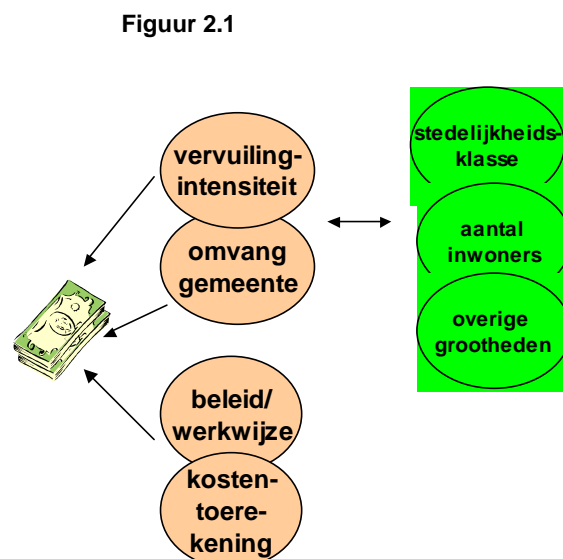 Figuur 2.1
vervuiling-
intensiteit
omvang
gemeente
beleid/
werkwijze
kosten-
toere-
kening
stedelijkheids-
klasse
aantal
inwoners
overige
grootheden